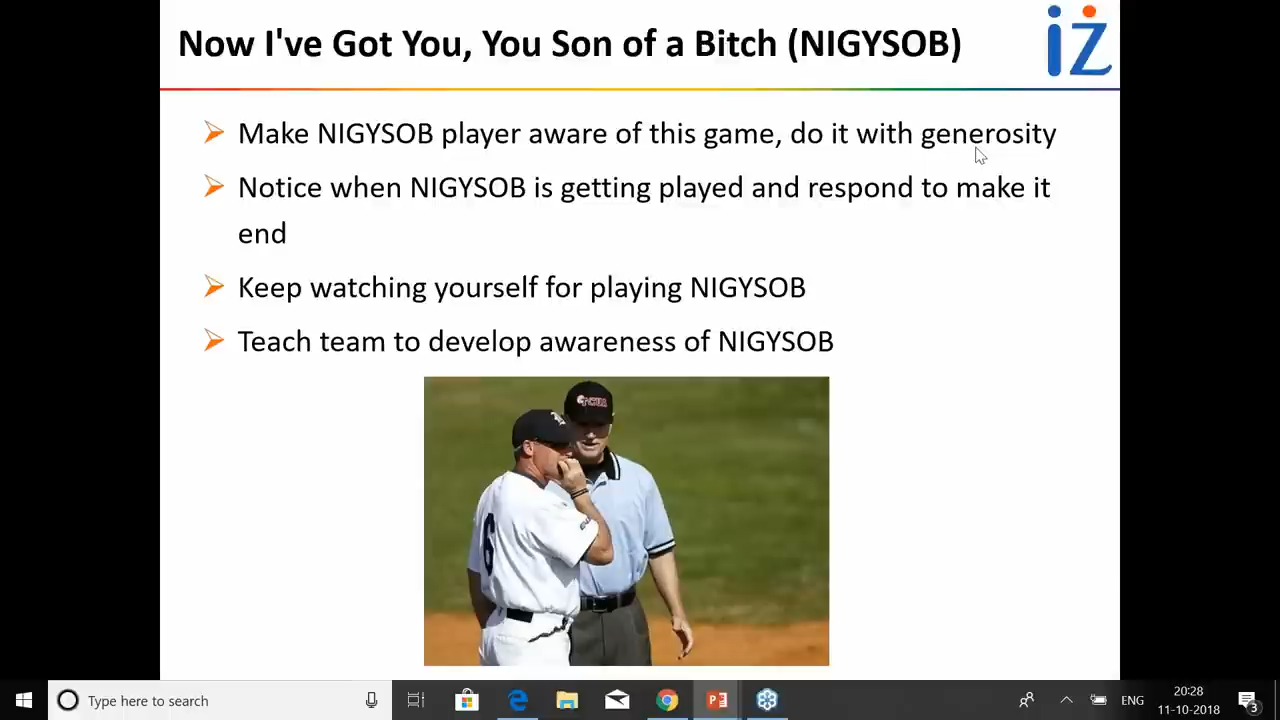 Now I've Got You, You Son of a Bitch (NIGYSOB)
iz
Make NIGYSOB player aware of this game, do it with generosity
Notice when NIGYSOB is getting played and respond to make it
end
Keep watching yourself for playing NIGYSOB
Teach team to develop awareness of NIGYSOB
6
Type here to search
ENG
20:28
11-10-2018
3